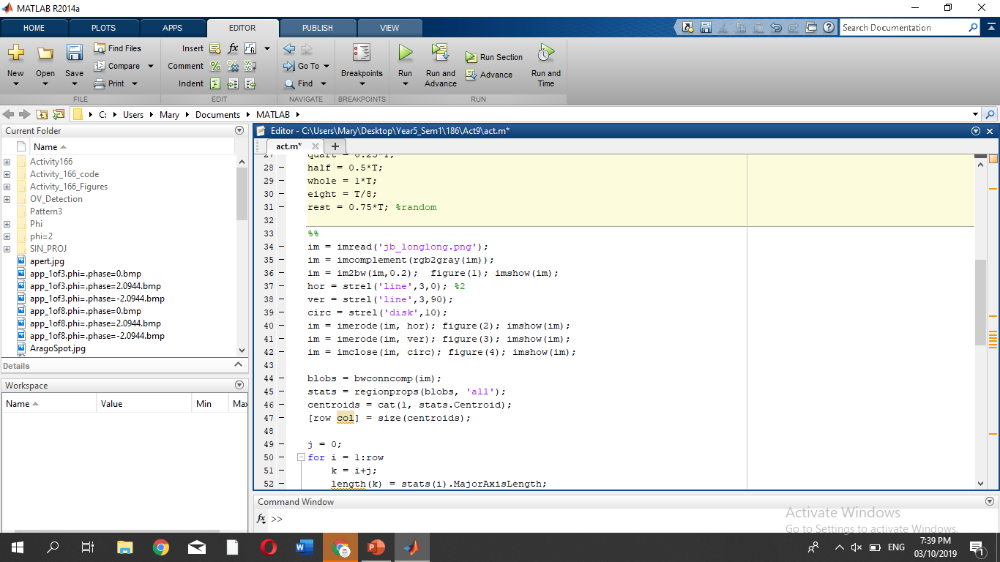 MATLAB R2014a
HOME PLOTS APPS EDITOR PUBLISH VIEW
Search Documentation
New Open Save
Find Files
Compare
Print
FILE
Insert fx
Comment
Indent
EDIT
Go To
Find
NAVIGATE
Breakpoints
BREAKPOINTS
Run
Run and Advance
Run Section
Advance
Run and Time
RUN
C: Users Mary Documents MATLAB
Current Folder
Name
Activity166
Activity_166_code
Activity_166_Figures
OV_Detection
Pattern3
Phi
phi=2
SIN_PROJ
apert.jpg
app_1of3.phi=.phase=0.bmp
app_1of3.phi=.phase=2.0944.bmp
app_1of3.phi=.phase=-2.0944.bmp
app_1of8.phi=.phase=0.bmp
app_1of8.phi=.phase=2.0944.bmp
app_1of8.phi=.phase=-2.0944.bmp
AragoSpot.jpg
Details
Workspace
Name Value Min Max
Editor - C:\Users\Mary\Desktop\Year5_Sem1\186\Act9\act.m*
act.m*
27 quart = 0.25*T;
28 half = 0.5*T;
29 whole = 1*T;
30 eight = T/8;
31 rest = 0.75*T; %random
32
33 %%
34 im = imread('jb_longlong.png');
35 im = imcomplement(rgb2gray(im));
36 im = im2bw(im,0.2);  figure(1); imshow(im);
37 hor = strel('line',3,0); %2
38 ver = strel('line',3,90);
39 circ = strel('disk',10);
40 im = imerode(im, hor); figure(2); imshow(im);
41 im = imerode(im, ver); figure(3); imshow(im);
42 im = imclose(im, circ); figure(4); imshow(im);
43
44 blobs = bwconncomp(im);
45 stats = regionprops(blobs, 'all');
46 centroids = cat(1, stats.Centroid);
47 [row col] = size(centroids);
48
49 j = 0;
50 for i = 1:row
51 k = i+j;
52 length(k) = stats(i).MajorAxisLength;
Command Window
fx >>
Activate Windows
Go to Settings to activate Windows.
ENG
7:39 PM
03/10/2019
1